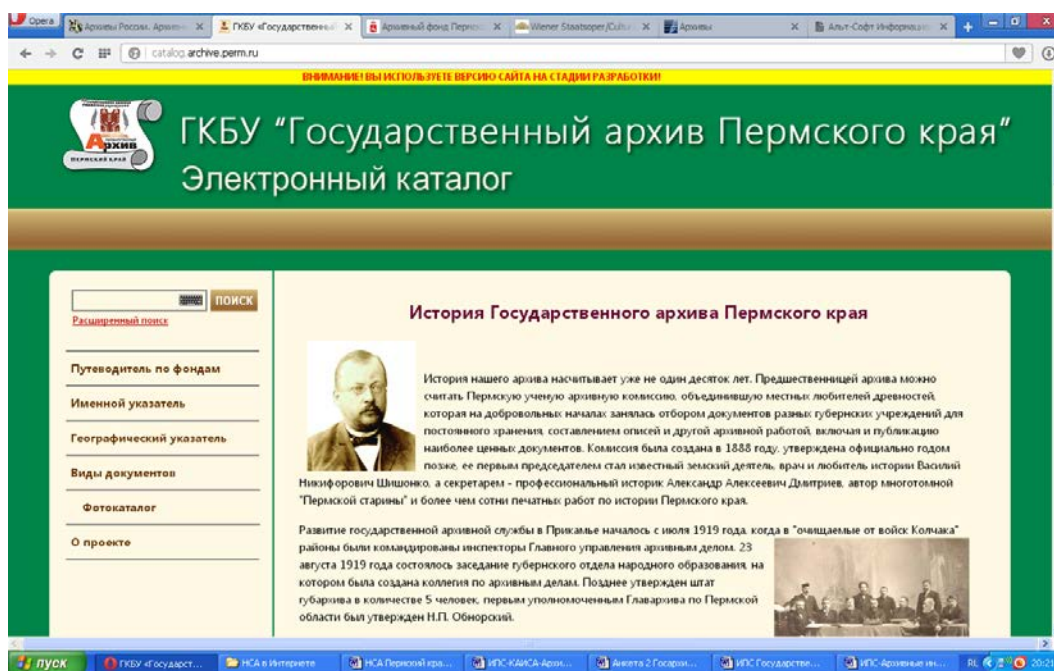 Opera
Архивы России. Архивн
ГКБУ «Государственны
Архивный фонд Пермс
Wiener Staatsoper/Cultu
Архивы
Альт-Софт Информацио
catalog.archive.perm.ru
ВНИМАНИЕ! ВЫ ИСПОЛЬЗУЕТЕ ВЕРСИЮ САЙТА НА СТАДИИ РАЗРАБОТКИ!
Архив
ПЕРМСКИЙ КРАЙ
ГКБУ "Государственный архив Пермского края"
Электронный каталог
ПОИСК
Расширенный поиск
Путеводитель по фондам
Именной указатель
Географический указатель
Виды документов
Фотокаталог
О проекте
История Государственного архива Пермского края
История нашего архива насчитывает уже не один десяток лет. Предшественницей архива можно
считать Пермскую ученую архивную комиссию, объединившую местных любителей древностей,
которая на добровольных началах занялась отбором документов разных губернских учреждений для
постоянного хранения, составлением описей и другой архивной работой, включая и публикацию
наиболее ценных документов. Комиссия была создана в 1888 году, утверждена официально годом
позже, ее первым председателем стал известный земский деятель, врач и любитель истории Василий
Никифорович Шишонко, а секретарем - профессиональный историк Александр Алексеевич Дмитриев, автор многотомной
"Пермской старины" и более чем сотни печатных работ по истории Пермского края.
Развитие государственной архивной службы в Прикамье началось с июля 1919 года, когда в "очищаемые от войск Колчака"
районы были командированы инспекторы Главного управления архивным делом. 23
августа 1919 года состоялось заседание губернского отдела народного образования, на
котором была создана коллегия по архивным делам. Позднее утвержден штат
губархива в количестве 5 человек, первым уполномоченным Главархива по Пермской
области был утвержден Н.П. Обнорский.
пуск
ГКБУ «Государст...
НСА в Интернете
НСА Пермский кра...
ИПС-КАИСА-Архи...
Анкета 2 Госархи...
ИПС Государстве...
ИПС-Архивные ин...
RL
20:21